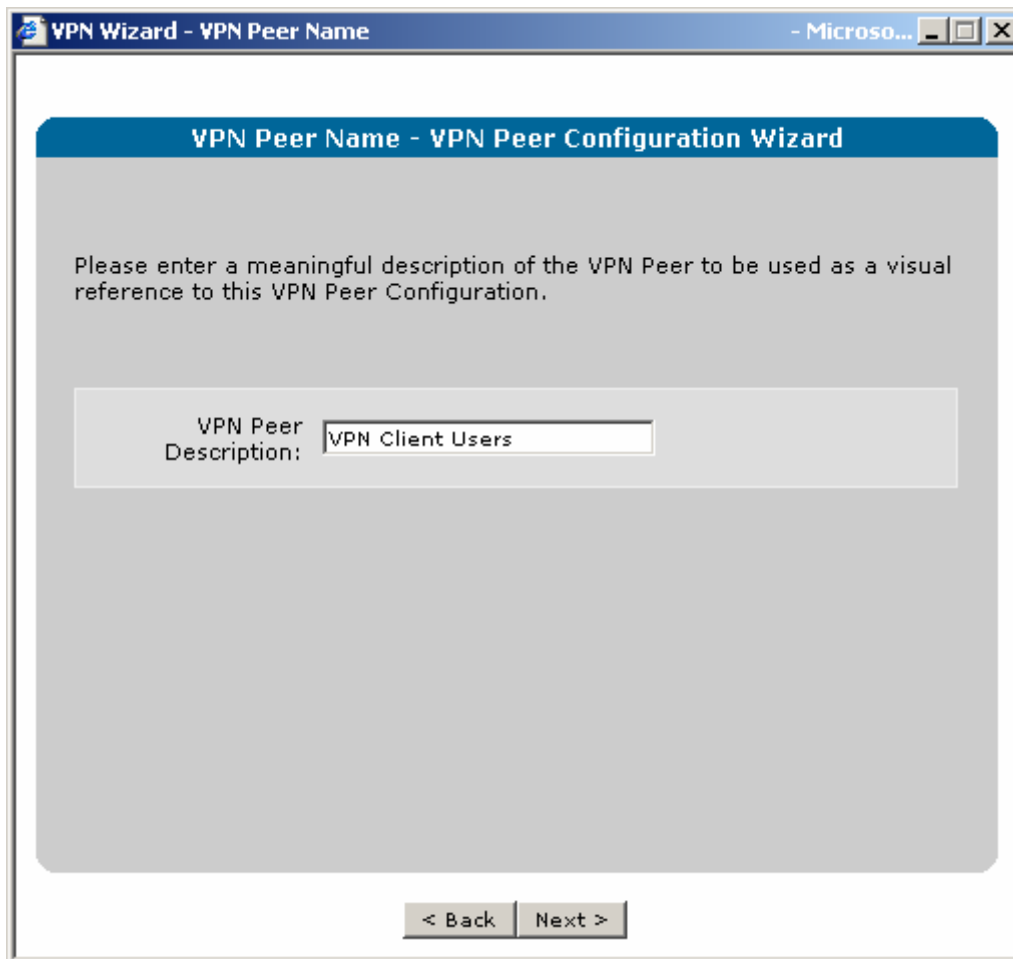 VPN Wizard - VPN Peer Name - Microso...
VPN Peer Name - VPN Peer Configuration Wizard
Please enter a meaningful description of the VPN Peer to be used as a visual
reference to this VPN Peer Configuration.
VPN Peer
Description:
VPN Client Users
< Back Next >